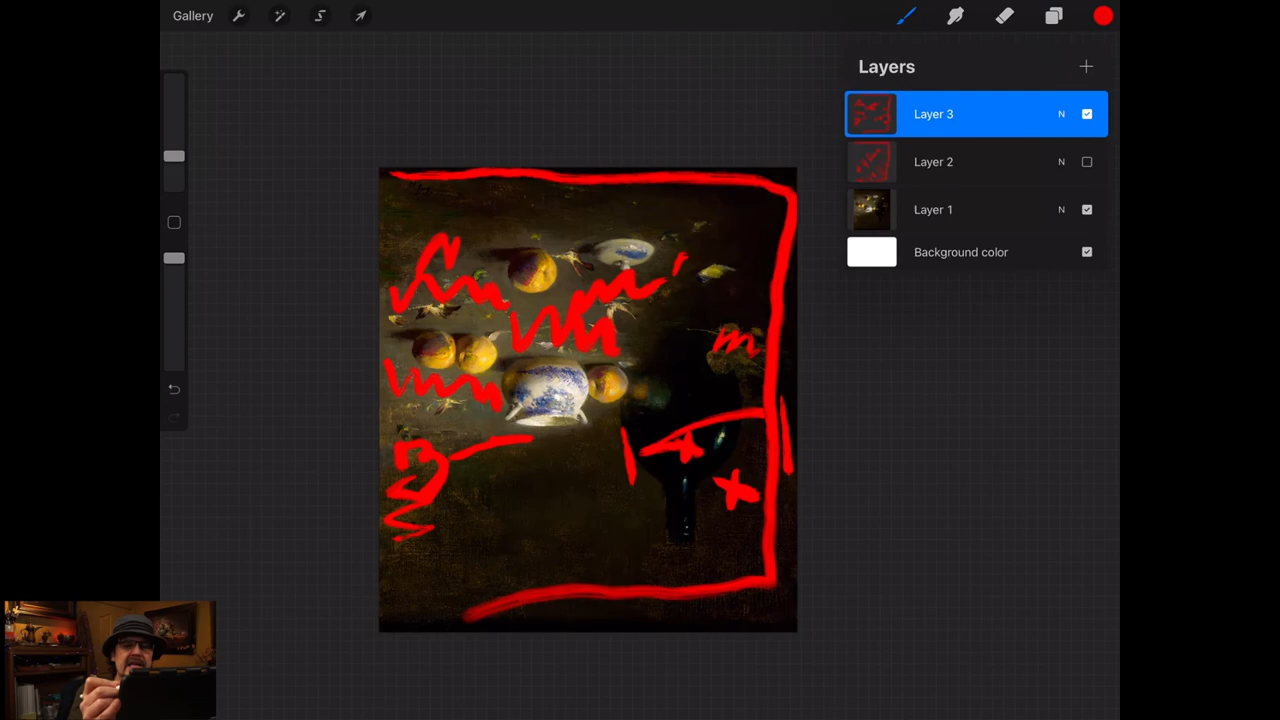 Gallery
Layers
Layer 3 N
Layer 2 N
Layer 1 N
Background color